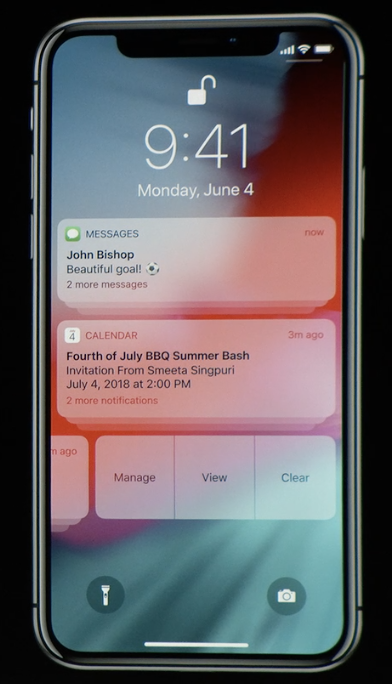 9:41
Monday, June 4
MESSAGES now
John Bishop
Beautiful goal! ⚽
2 more messages
4 CALENDAR 3m ago
Fourth of July BBQ Summer Bash
Invitation From Smeeta Singpuri
July 4, 2018 at 2:00 PM
2 more notifications
m ago
Manage View Clear